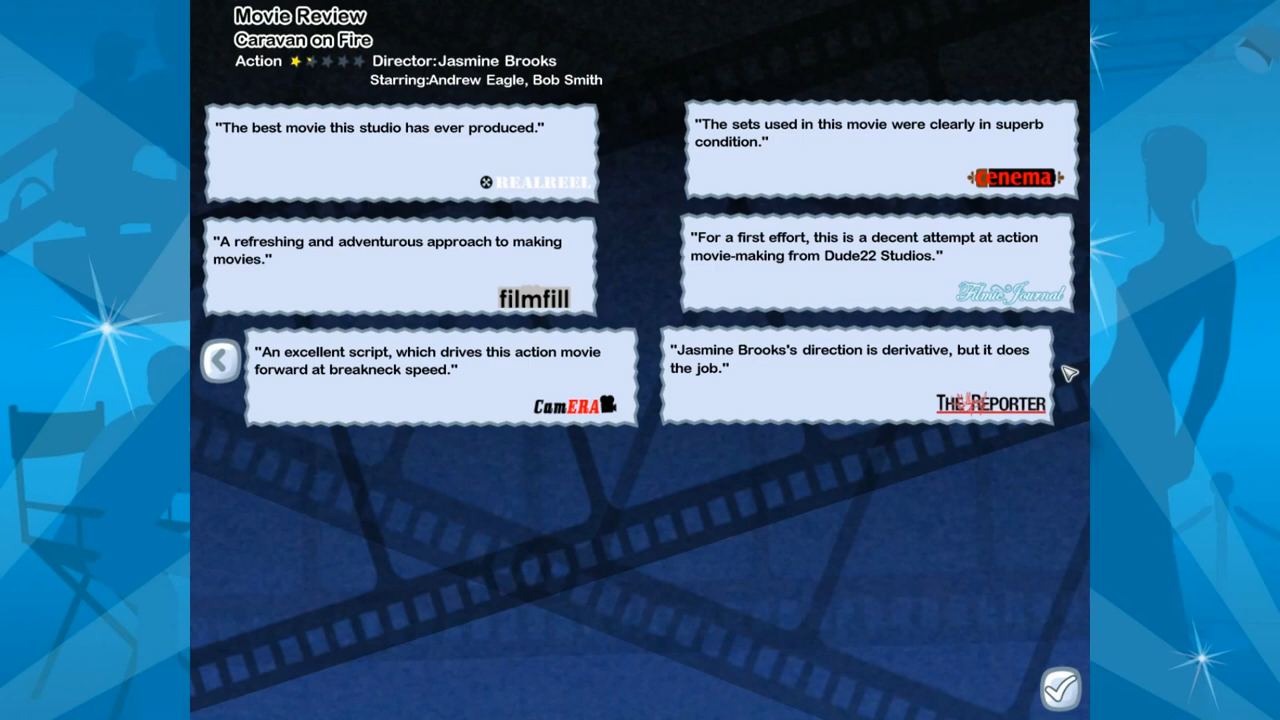 Movie Review
Caravan on Fire
Action Director:Jasmine Brooks
Starring:Andrew Eagle, Bob Smith
"The best movie this studio has ever produced."
REALREEL
"The sets used in this movie were clearly in superb
condition."
Cenema
"A refreshing and adventurous approach to making
movies."
filmfill
"For a first effort, this is a decent attempt at action
movie-making from Dude22 Studios."
Filmic Journal
"An excellent script, which drives this action movie
forward at breakneck speed."
CamERA
"Jasmine Brooks's direction is derivative, but it does
the job."
THE REPORTER